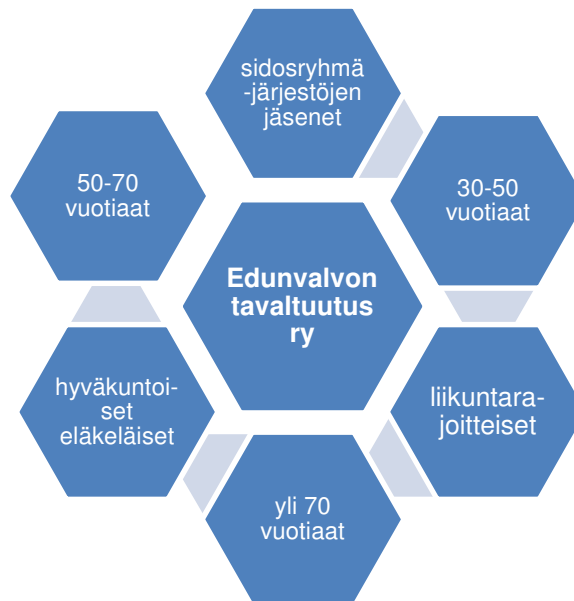 sidosryhmä
-järjestöjen
jäsenet
50-70
vuotiaat
30-50
vuotiaat
Edunvalvon
tavaltuutus
ry
hyväkuntoi-
set
eläkeläiset
liikuntara-
joitteiset
yli 70
vuotiaat